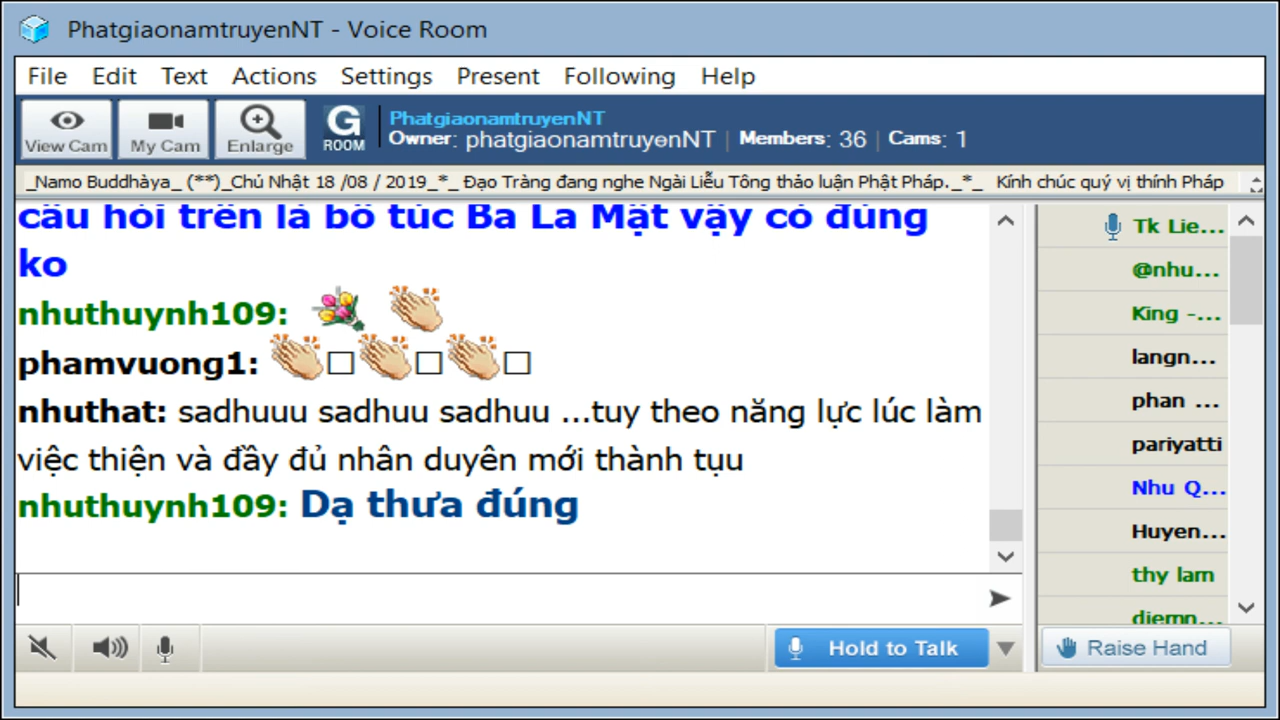 PhatgiaonamtruyenNT - Voice Room
File Edit Text Actions Settings Present Following Help
View Cam My Cam Enlarge G ROOM PhatgiaonamtruyenNT
Owner: phatgiaonamtruyenNT | Members: 36 | Cams: 1
_Namo Buddhàya_ (**)_Chủ Nhật 18 /08 / 2019_*_ Đạo Tràng đang nghe Ngài Liễu Tông thảo luận Phật Pháp._*_ Kính chúc quý vị thính Pháp
câu hỏi trên là bồ túc Ba La Mật vậy có đúng
ko
nhuthuynh109:
phamvuong1:
nhuthat: sadhuuu sadhuu sadhuu ...tuy theo năng lực lúc làm
việc thiện và đầy đủ nhân duyên mới thành tụu
nhuthuynh109: Dạ thưa đúng
Tk Lie...
@nhu...
King -...
langn...
phan ...
pariyatti
Nhu Q...
Huyen...
thy lam
diemn...
Hold to Talk
Raise Hand